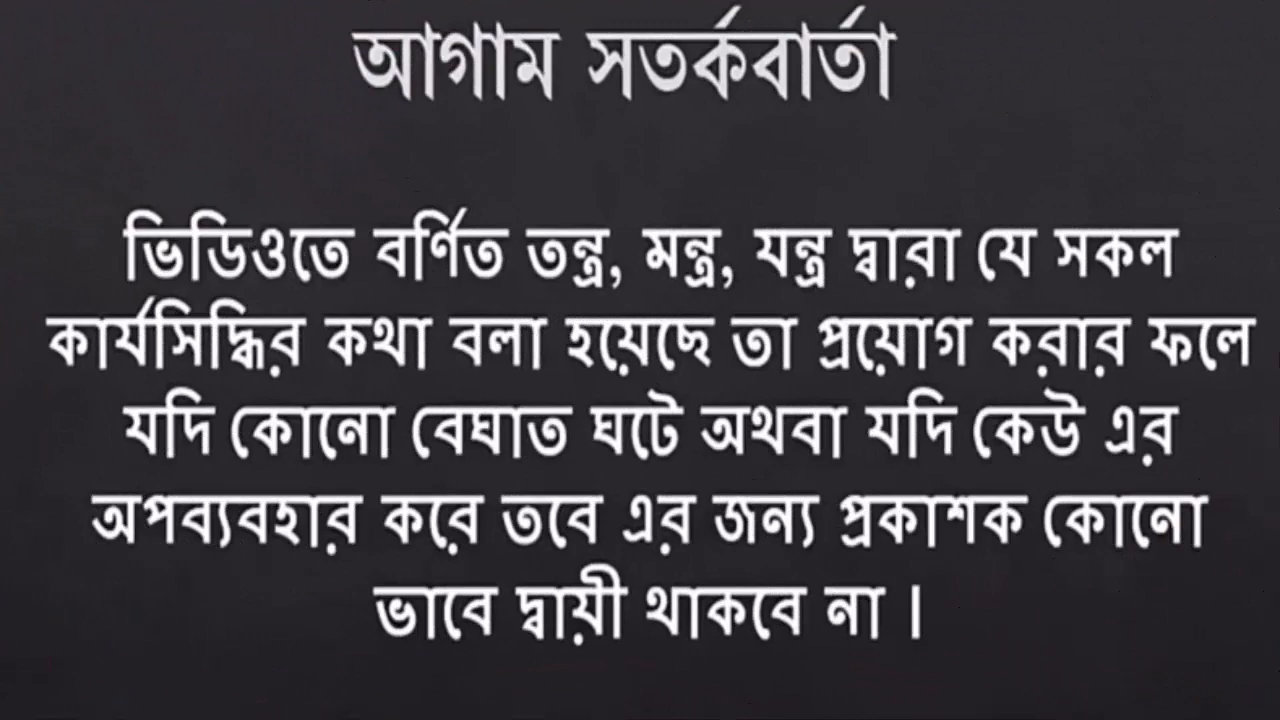 আগাম সতর্কবার্তা
ভিডিওতে বর্ণিত তন্ত্র, মন্ত্র, যন্ত্র দ্বারা যে সকল
কার্যসিদ্ধির কথা বলা হয়েছে তা প্রয়োগ করার ফলে
যদি কোনো বেঘাত ঘটে অথবা যদি কেউ এর
অপব্যবহার করে তবে এর জন্য প্রকাশক কোনো
ভাবে দ্বায়ী থাকবে না ।